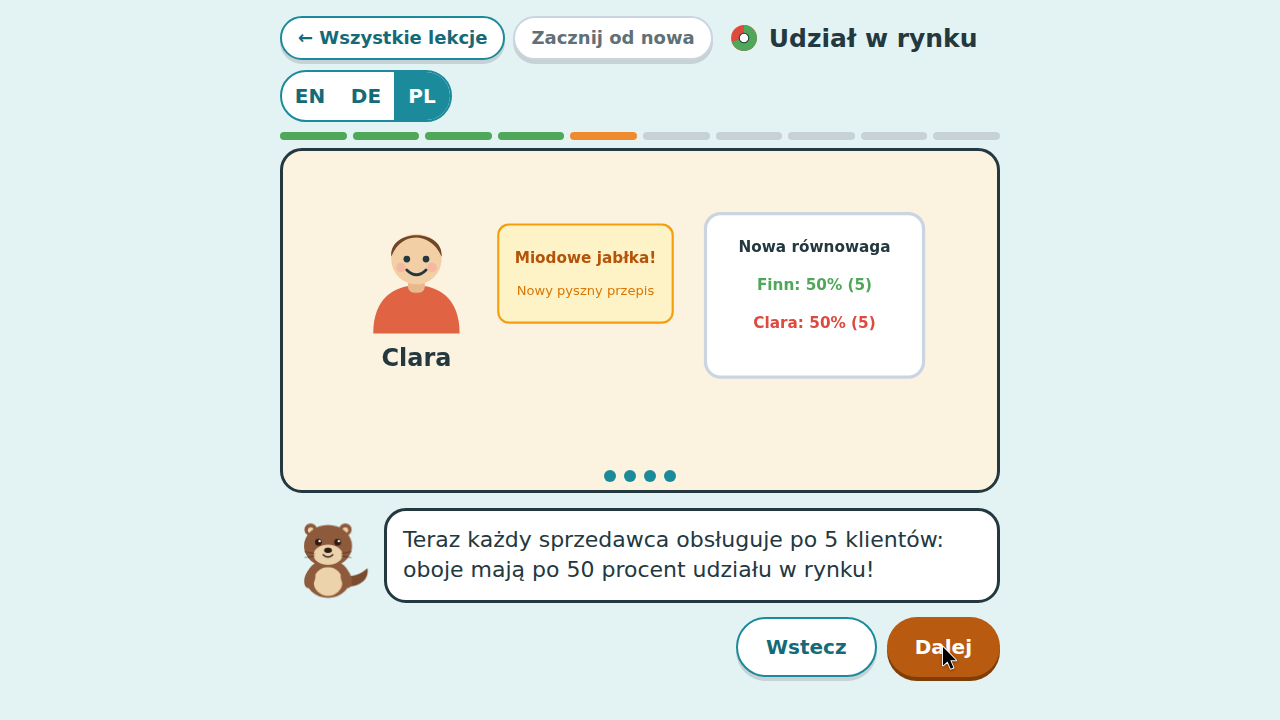 ← Wszystkie lekcje
Zacznij od nowa
Udział w rynku
EN DE PL
Miodowe jabłka!
Nowy pyszny przepis
Clara
Nowa równowaga
Finn: 50% (5)
Clara: 50% (5)
Teraz każdy sprzedawca obsługuje po 5 klientów:
oboje mają po 50 procent udziału w rynku!
Wstecz
Dalej